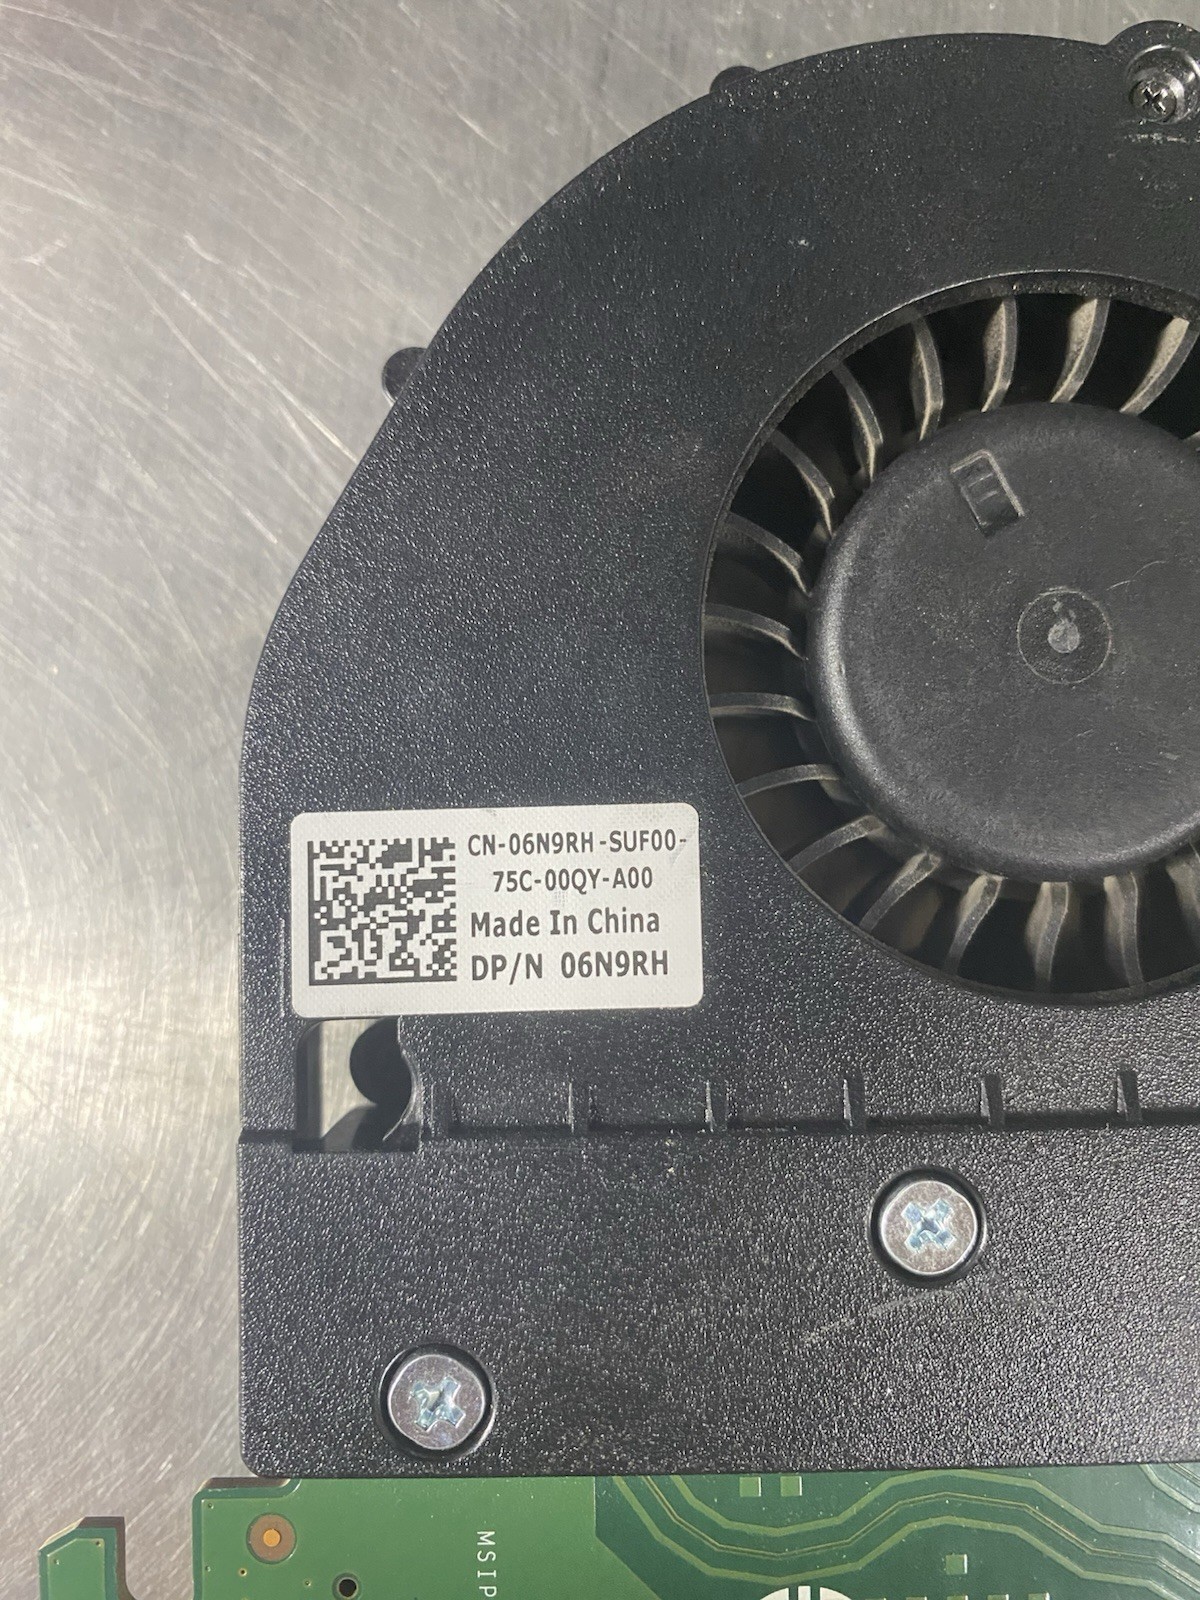 CN-06N9RH-SUF00-
75C-00QY-A00
Made In China
DP/N 06N9RH
MSIP